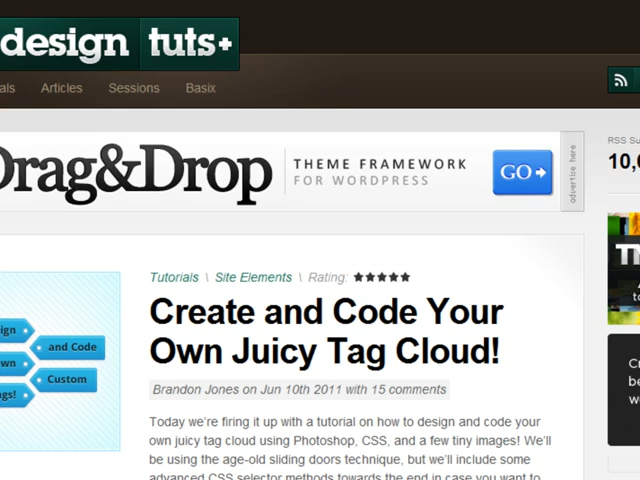 design tuts+
als Articles Sessions Basix
RSS Su
10,
Drag&Drop THEME FRAMEWORK
FOR WORDPRESS
GO
advertise here
Tutorials \ Site Elements \ Rating: ★★★★★
Create and Code Your
Own Juicy Tag Cloud!
Brandon Jones on Jun 10th 2011 with 15 comments
ign
and Code
wn
Custom
gs!
Today we're firing it up with a tutorial on how to design and code your
own juicy tag cloud using Photoshop, CSS, and a few tiny images! We'll
be using the age-old sliding doors technique, but we'll include some
advanced CSS selector methods towards the end in case you want to
to
be
w